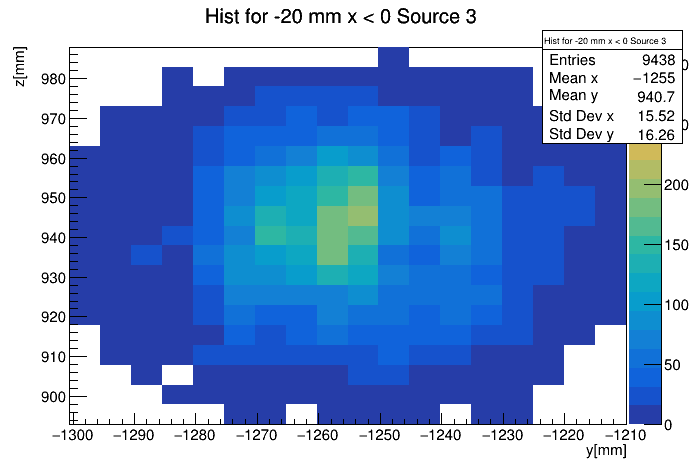 Hist for -20 mm x < 0 Source 3
Hist for -20 mm x < 0 Source 3
Entries 9438
Mean x −1255
Mean y 940.7
Std Dev x 15.52
Std Dev y 16.26
z[mm]
980
970
960
950
940
930
920
910
900
−1300 −1290 −1280 −1270 −1260 −1250 −1240 −1230 −1220 −1210
y[mm]
200
150
100
50
0